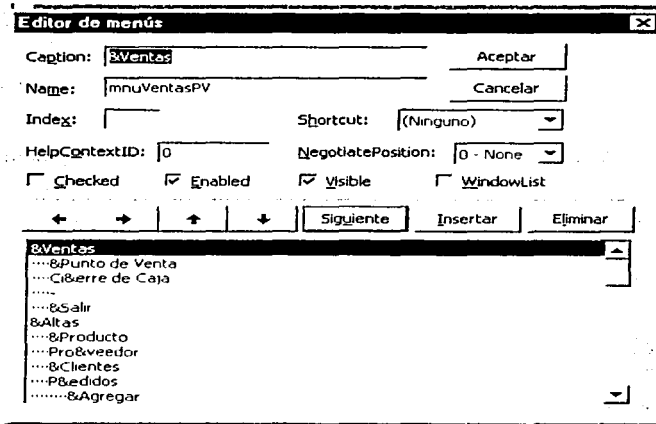 Editor de menús
Caption: &Ventas Aceptar
Name: mnuVentasPV Cancelar
Index: Shortcut: (Ninguno)
HelpContextID: 0 NegotiatePosition: 0 - None
Checked Enabled Visible WindowList
Siguiente Insertar Eliminar
&Ventas
····&Punto de Venta
····Ci&erre de Caja
····-
····&Salir
&Altas
····&Producto
····Pro&veedor
····&Clientes
····P&edidos
········&Agregar